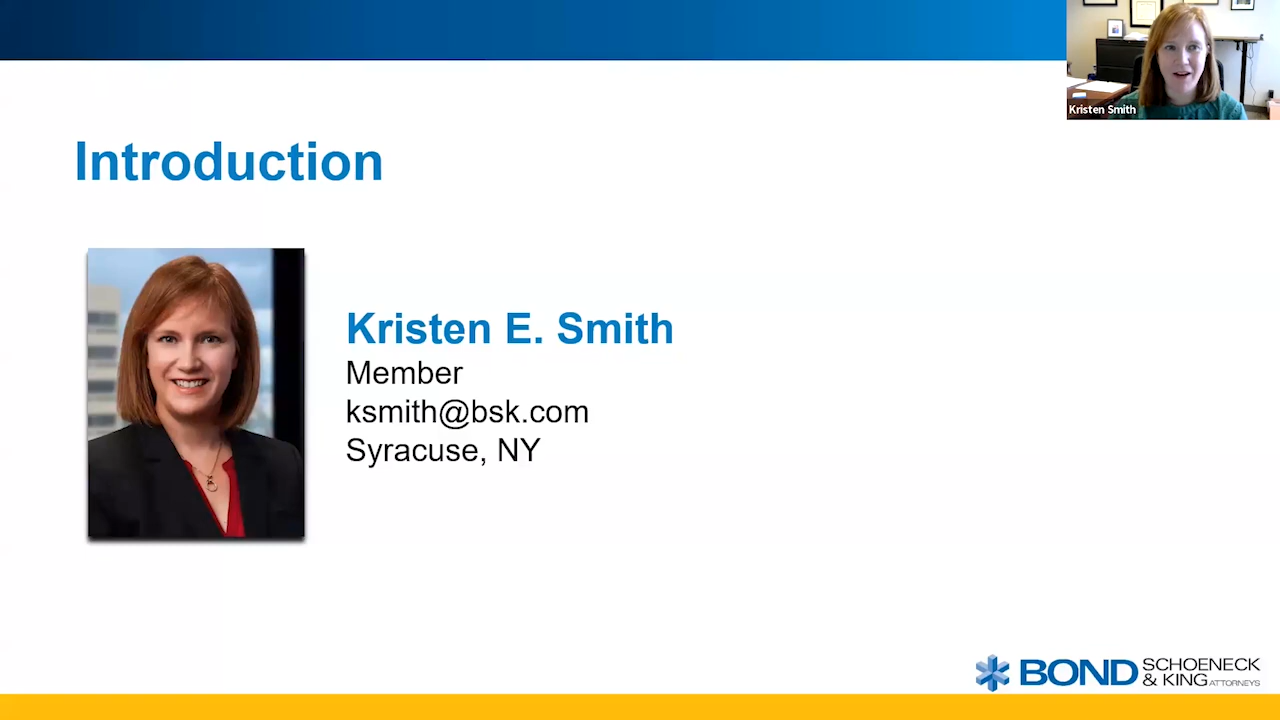 Kristen Smith
Introduction
Kristen E. Smith
Member
ksmith@bsk.com
Syracuse, NY
BOND SCHOENECK
& KING ATTORNEYS